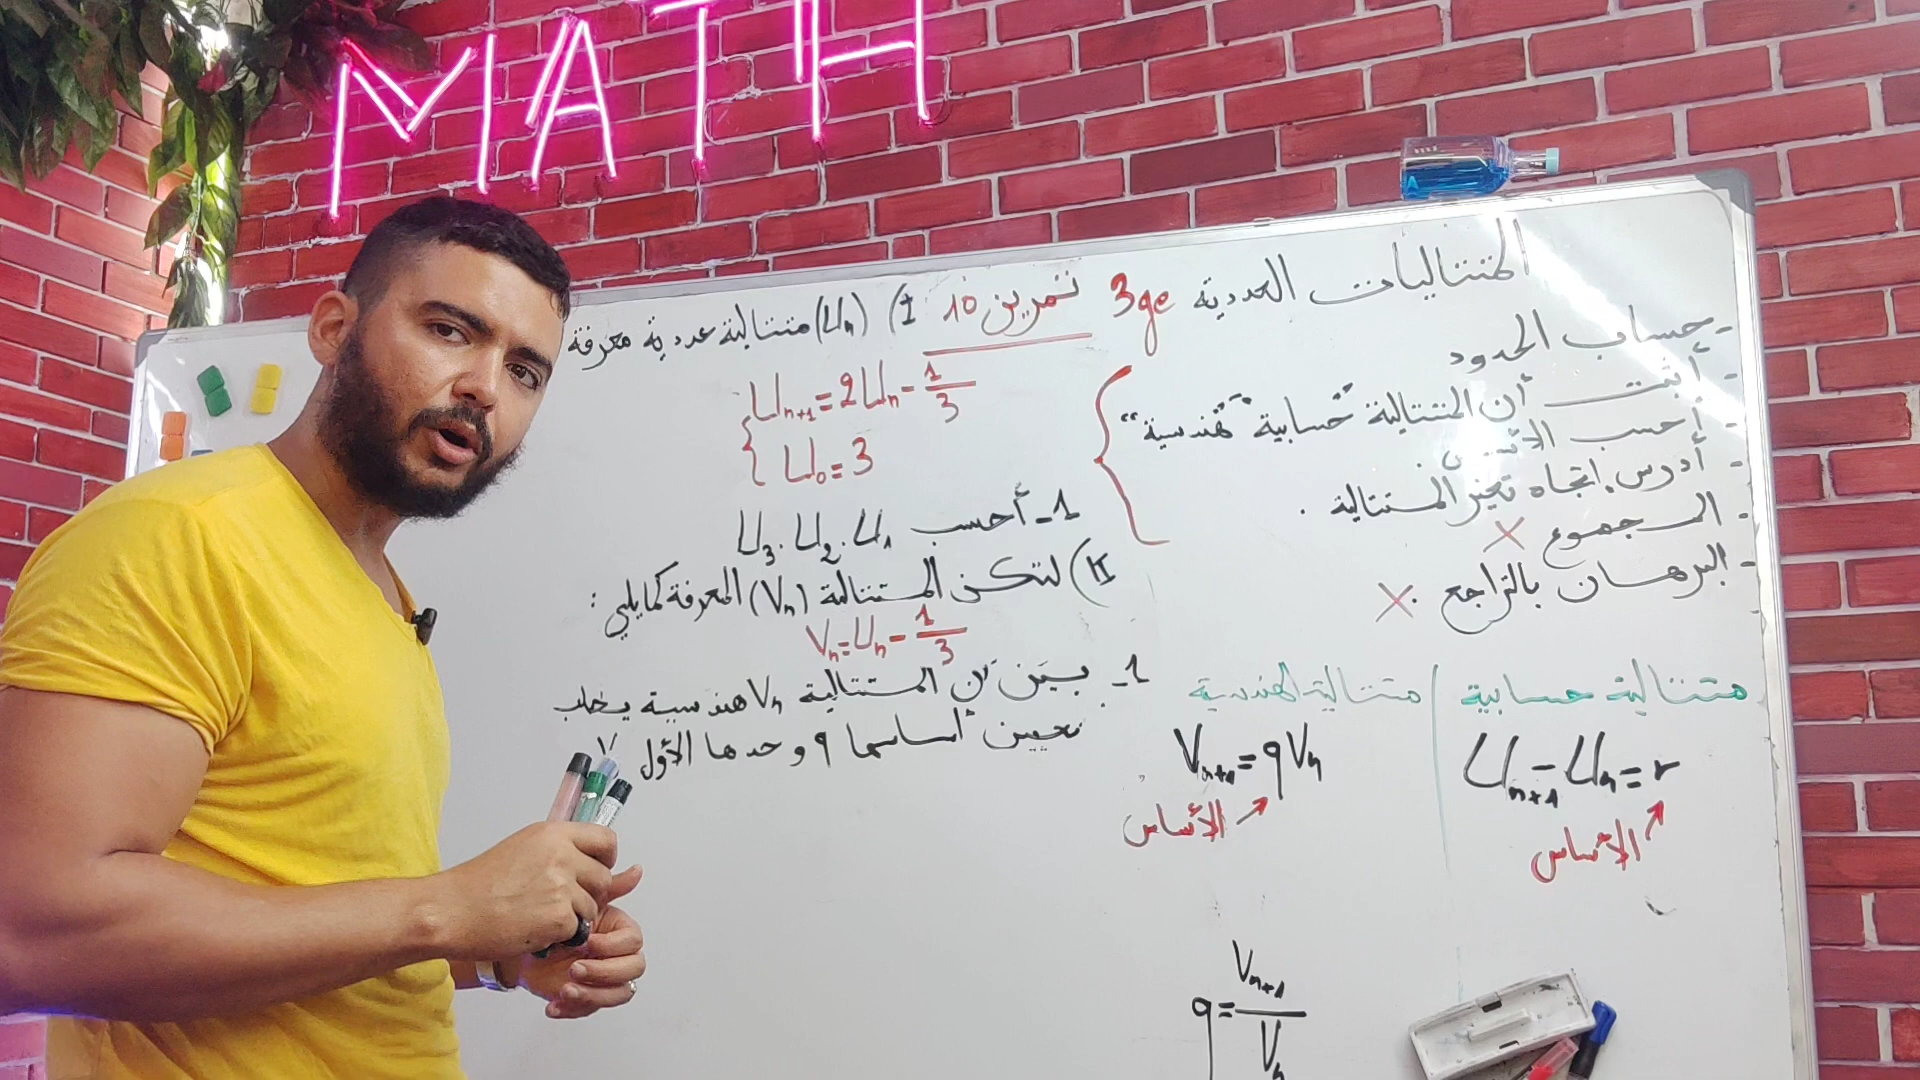 MATH
المتتاليات العددية 3ge
- حساب الحدود
- أثبت أن المتتالية "حسابية" "هندسية"
- أحسب الأساس.
- أدرس اتجاه تغير المتتالية.
- المجموع ×
- البرهان بالتراجع. ×
متتالية حسابية
Uₙ₊₁ - Uₙ = r
الأساس
متتالية هندسية
Vₙ₊₁ = qVₙ
الأساس
q = Vₙ₊₁ / Vₙ
تمرين 10 I) (Uₙ) متتالية عددية معرفة
Uₙ₊₁ = 2Uₙ - 1/3
U₀ = 3
1- أحسب U₁ . U₂ . U₃
II) لتكن المتتالية (Vₙ) المعرفة كمايلي:
Vₙ = Uₙ - 1/3
1- بين أن المتتالية Vₙ هندسية يطلب
تعيين أساسها q وحدها الأول